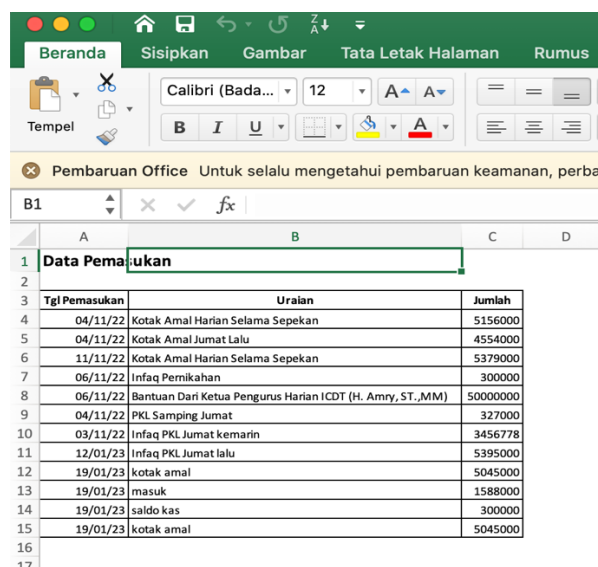 Beranda Sisipkan Gambar Tata Letak Halaman Rumus
Calibri (Bada... 12 A A
Tempel B I U A
Pembaruan Office Untuk selalu mengetahui pembaruan keamanan, perba
B1 fx
A B C D
1 Data Pemasukan
2
3 Tgl Pemasukan Uraian Jumlah
4 04/11/22 Kotak Amal Harian Selama Sepekan 5156000
5 04/11/22 Kotak Amal Jumat Lalu 4554000
6 11/11/22 Kotak Amal Harian Selama Sepekan 5379000
7 06/11/22 Infaq Pernikahan 300000
8 06/11/22 Bantuan Dari Ketua Pengurus Harian ICDT (H. Amry, ST.,MM) 50000000
9 04/11/22 PKL Samping Jumat 327000
10 03/11/22 Infaq PKL Jumat kemarin 3456778
11 12/01/23 Infaq PKL Jumat lalu 5395000
12 19/01/23 kotak amal 5045000
13 19/01/23 masuk 1588000
14 19/01/23 saldo kas 300000
15 19/01/23 kotak amal 5045000
16
17